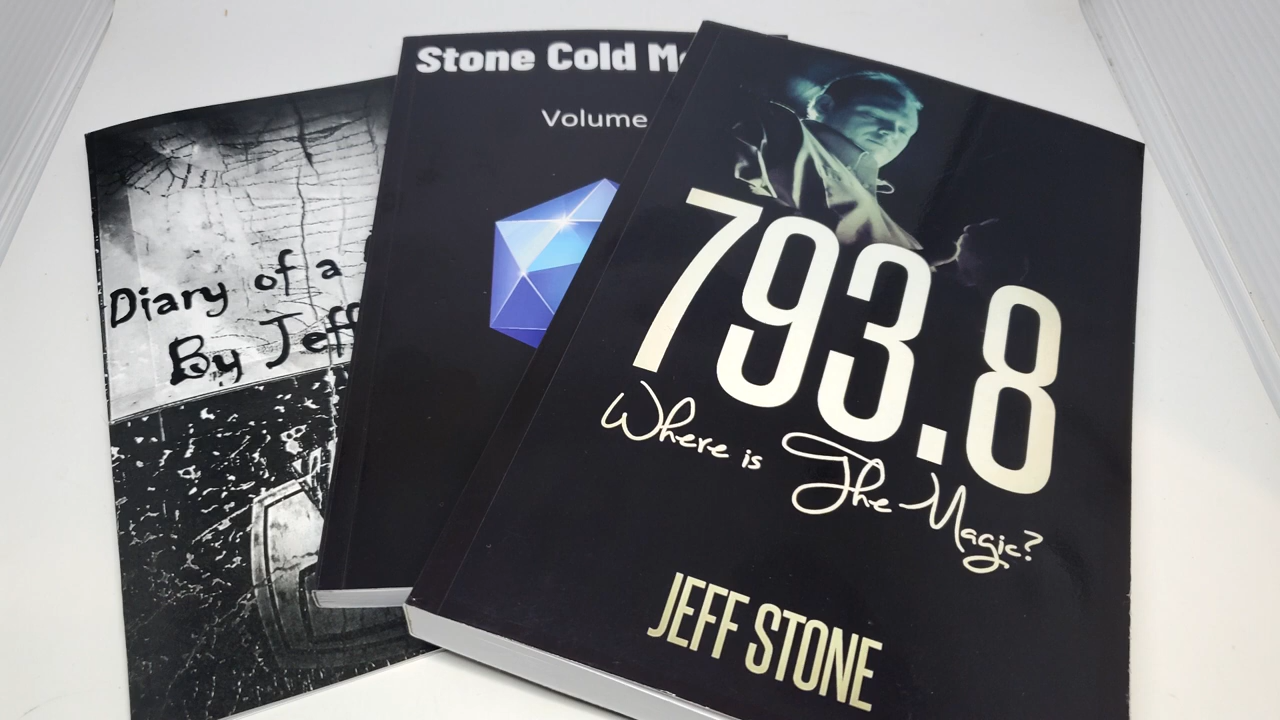 Diary of a
By Jeff
Stone Cold
Volume
793.8
Where is The Magic?
JEFF STONE